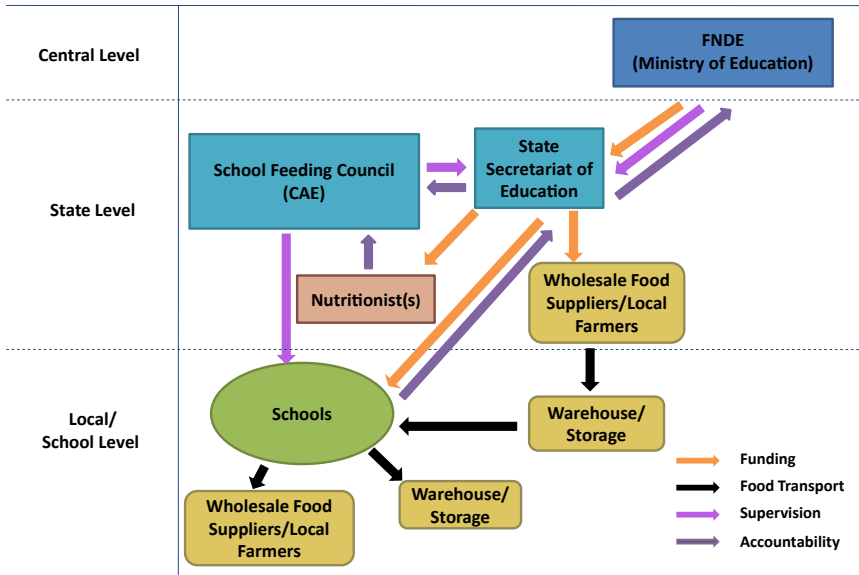 Central Level
FNDE
(Ministry of Education)
State Level
School Feeding Council
(CAE)
State
Secretariat of
Education
Nutritionist(s)
Wholesale Food
Suppliers/Local
Farmers
Local/
School Level
Schools
Warehouse/
Storage
Wholesale Food
Suppliers/Local
Farmers
Warehouse/
Storage
Funding
Food Transport
Supervision
Accountability